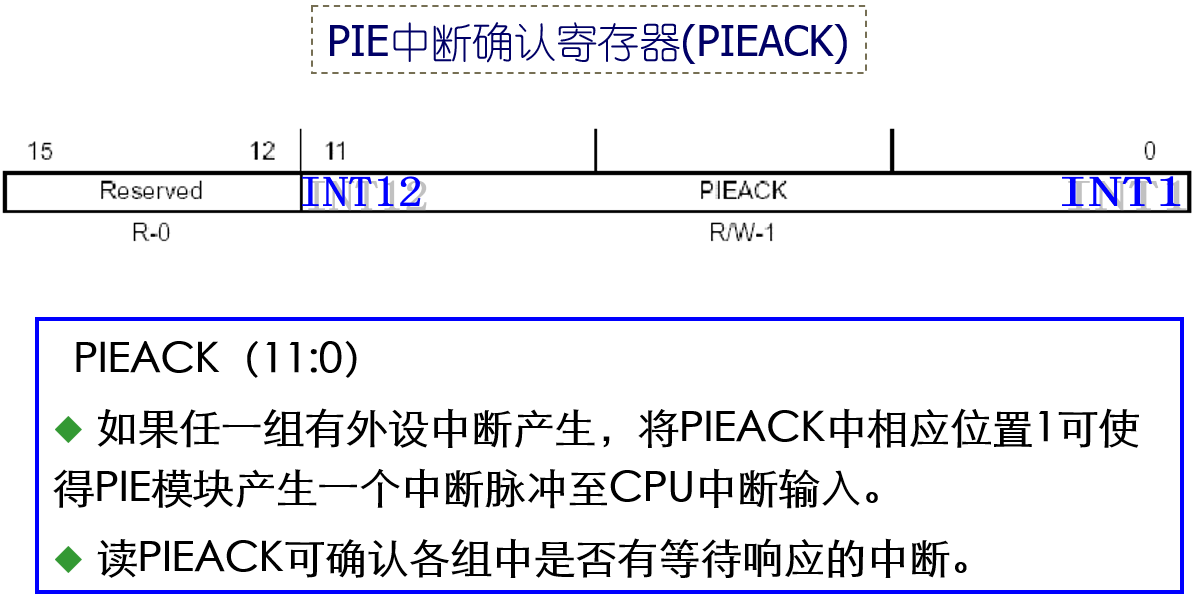 PIE中断确认寄存器(PIEACK)
15 12 11 0
Reserved INT12 PIEACK INT1
R-0 R/W-1
PIEACK（11:0）
◆ 如果任一组有外设中断产生，将PIEACK中相应位置1可使
得PIE模块产生一个中断脉冲至CPU中断输入。
◆ 读PIEACK可确认各组中是否有等待响应的中断。